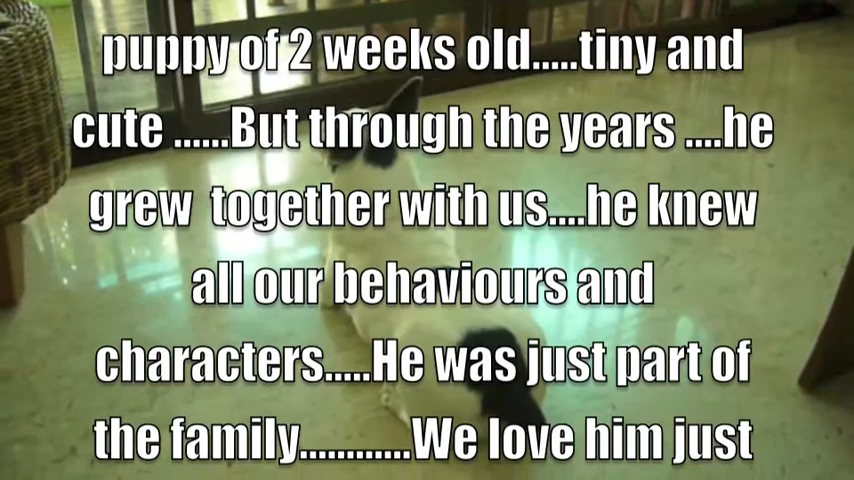 puppy of 2 weeks old.....tiny and
cute ......But through the years ....he
grew  together with us....he knew
all our behaviours and
characters.....He was just part of
the family............We love him just